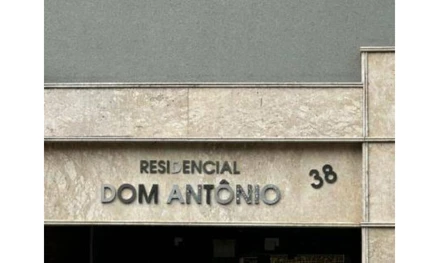 RESIDENCIAL
DOM ANTÔNIO
38